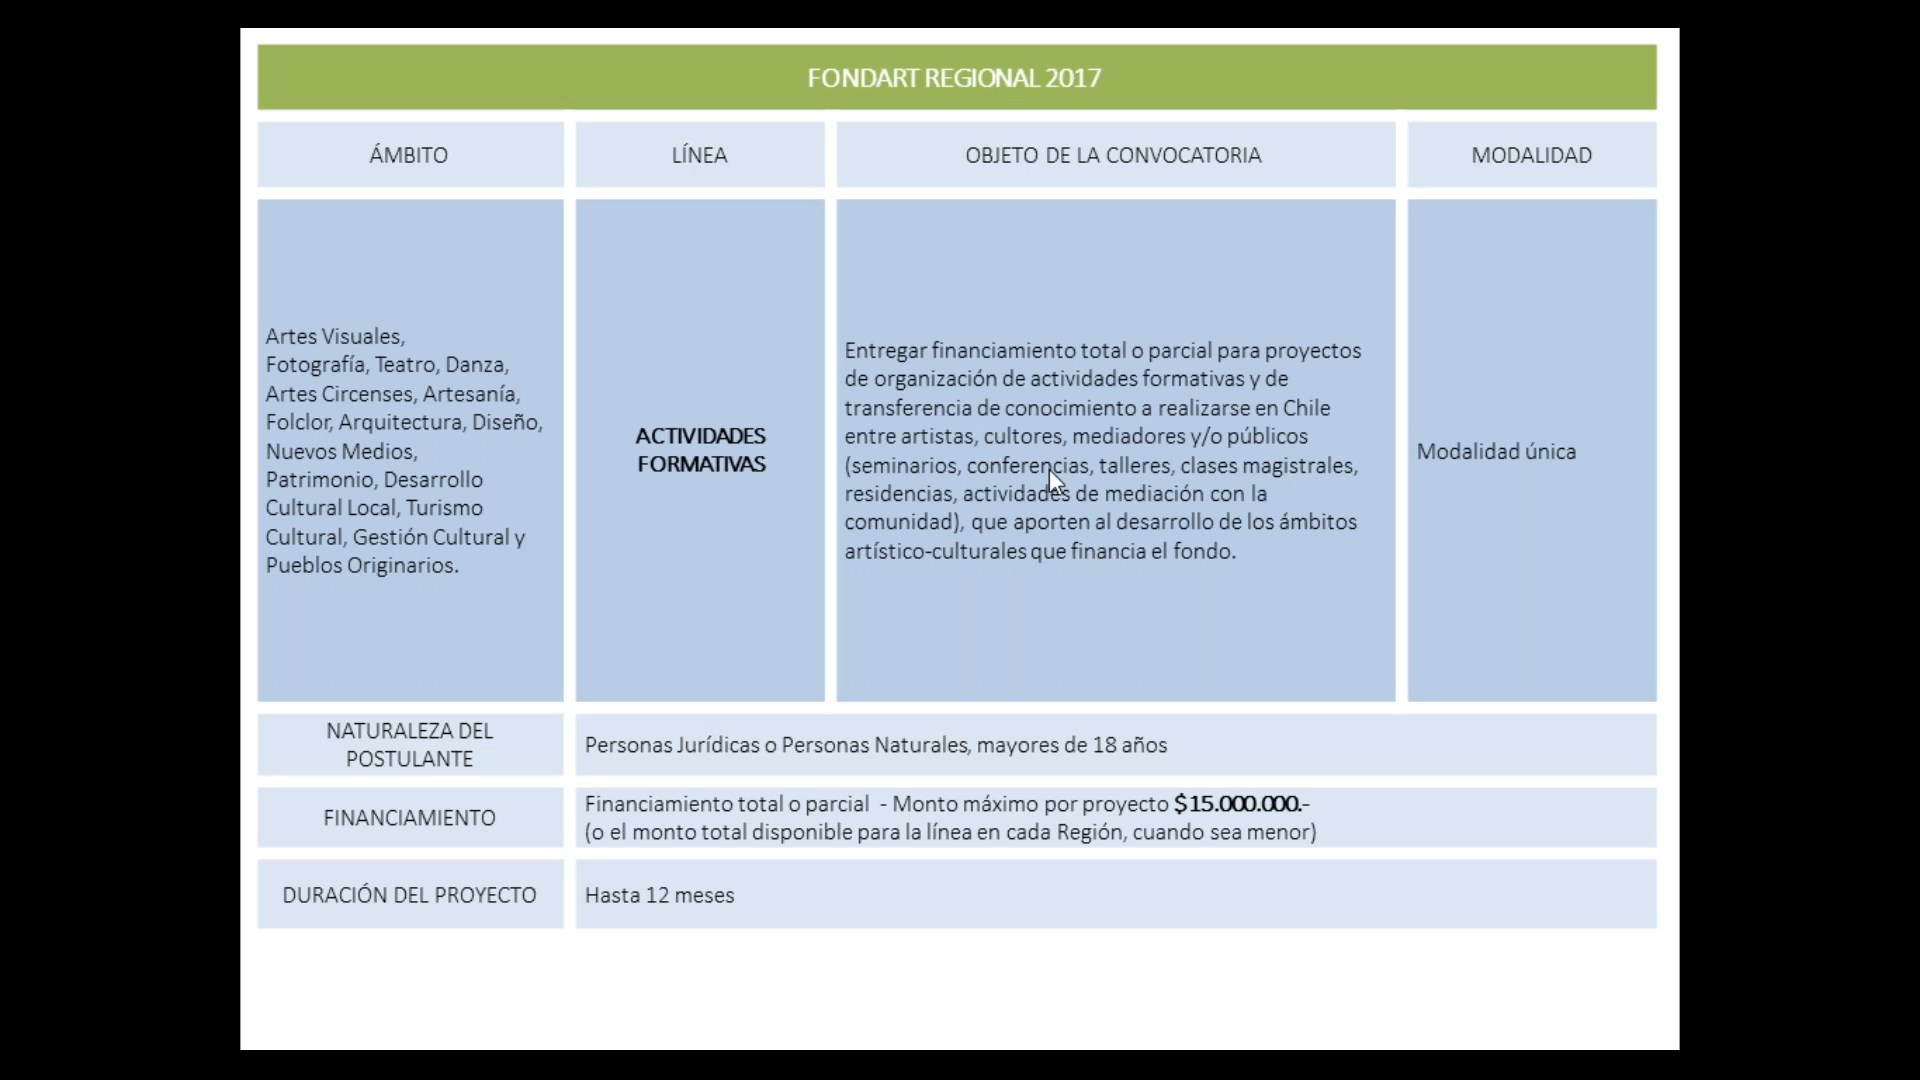 FONDART REGIONAL 2017
ÁMBITO
LÍNEA
OBJETO DE LA CONVOCATORIA
MODALIDAD
Artes Visuales,
Fotografía, Teatro, Danza,
Artes Circenses, Artesanía,
Folclor, Arquitectura, Diseño,
Nuevos Medios,
Patrimonio, Desarrollo
Cultural Local, Turismo
Cultural, Gestión Cultural y
Pueblos Originarios.
ACTIVIDADES
FORMATIVAS
Entregar financiamiento total o parcial para proyectos
de organización de actividades formativas y de
transferencia de conocimiento a realizarse en Chile
entre artistas, cultores, mediadores y/o públicos
(seminarios, conferencias, talleres, clases magistrales,
residencias, actividades de mediación con la
comunidad), que aporten al desarrollo de los ámbitos
artístico-culturales que financia el fondo.
Modalidad única
NATURALEZA DEL
POSTULANTE
Personas Jurídicas o Personas Naturales, mayores de 18 años
FINANCIAMIENTO
Financiamiento total o parcial - Monto máximo por proyecto $15.000.000.-
(o el monto total disponible para la línea en cada Región, cuando sea menor)
DURACIÓN DEL PROYECTO
Hasta 12 meses